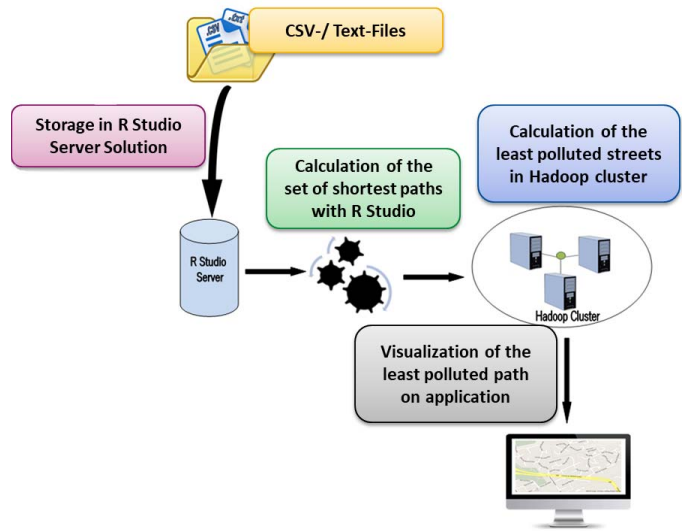 .CSV
.txt
CSV-/ Text-Files
Storage in R Studio
Server Solution
Calculation of the
set of shortest paths
with R Studio
Calculation of the
least polluted streets
in Hadoop cluster
R Studio
Server
Hadoop Cluster
Visualization of the
least polluted path
on application